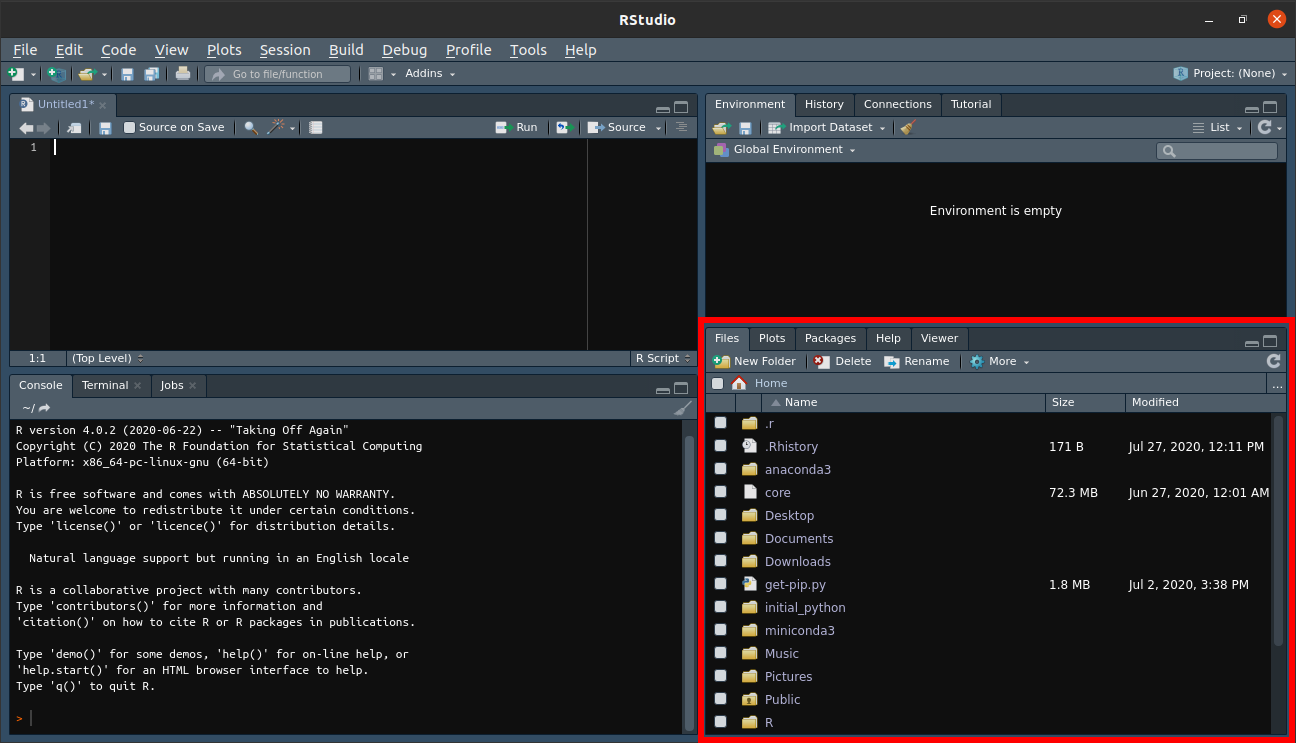 RStudio
File Edit Code View Plots Session Build Debug Profile Tools Help
Go to file/function Addins Project: (None)
Untitled1*
Source on Save Run Source
1
1:1 (Top Level) R Script
Console Terminal Jobs
~/
R version 4.0.2 (2020-06-22) -- "Taking Off Again"
Copyright (C) 2020 The R Foundation for Statistical Computing
Platform: x86_64-pc-linux-gnu (64-bit)
R is free software and comes with ABSOLUTELY NO WARRANTY.
You are welcome to redistribute it under certain conditions.
Type 'license()' or 'licence()' for distribution details.
Natural language support but running in an English locale
R is a collaborative project with many contributors.
Type 'contributors()' for more information and
'citation()' on how to cite R or R packages in publications.
Type 'demo()' for some demos, 'help()' for on-line help, or
'help.start()' for an HTML browser interface to help.
Type 'q()' to quit R.
>
Environment History Connections Tutorial
Import Dataset List
Global Environment
Environment is empty
Files Plots Packages Help Viewer
New Folder Delete Rename More
Home ...
Name Size Modified
.r
.Rhistory 171 B Jul 27, 2020, 12:11 PM
anaconda3
core 72.3 MB Jun 27, 2020, 12:01 AM
Desktop
Documents
Downloads
get-pip.py 1.8 MB Jul 2, 2020, 3:38 PM
initial_python
miniconda3
Music
Pictures
Public
R